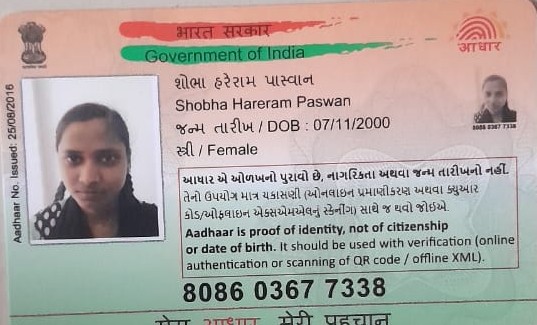 भारत सरकार
Government of India
आधार
શોભા હરેરામ પાસ્વાન
Shobha Hareram Paswan
જન્મ તારીખ / DOB : 07/11/2000
સ્ત્રી / Female
8086 0367 7338
Aadhaar No. Issued: 25/08/2016
આધાર એ ઓળખનો પુરાવો છે, નાગરિકતા અથવા જન્મ તારીખનો નહીં.
તેનો ઉપયોગ માત્ર ચકાસણી (ઓનલાઇન પ્રમાણીકરણ અથવા ક્યુઆર
કોડ/ઓફલાઇન એક્સએમએલનું સ્કેનીંગ) સાથે જ થવો જોઈએ.
Aadhaar is proof of identity, not of citizenship
or date of birth. It should be used with verification (online
authentication or scanning of QR code / offline XML).
8086 0367 7338
मेरा आधार, मेरी पहचान